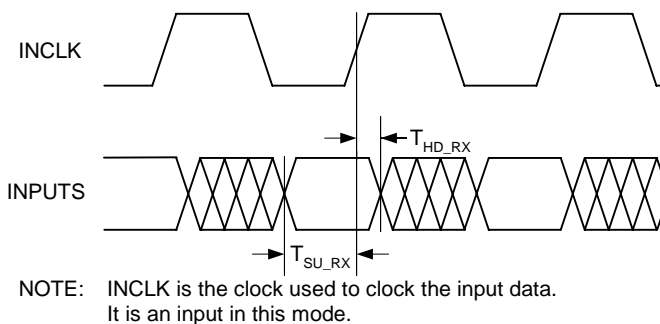 INCLK
T_HD_RX
INPUTS
T_SU_RX
NOTE: INCLK is the clock used to clock the input data.
It is an input in this mode.